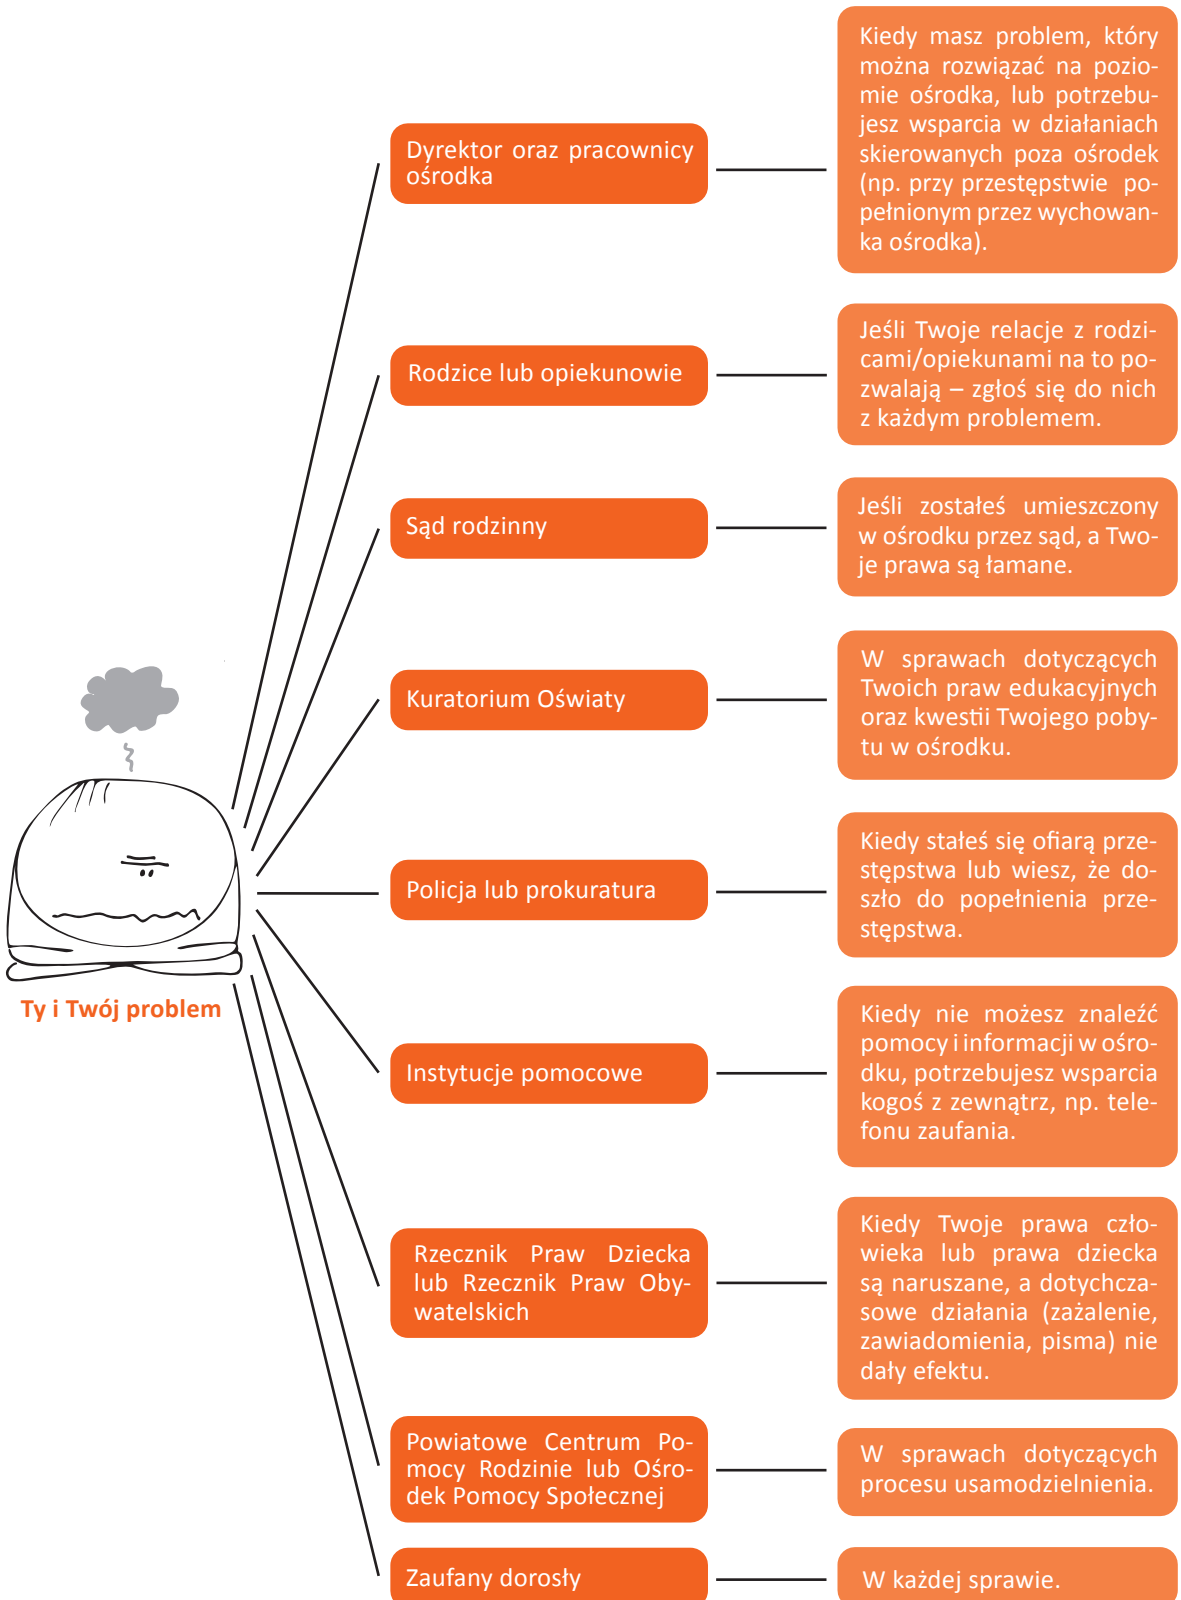 Dyrektor oraz pracownicy
ośrodka
Kiedy masz problem, który
można rozwiązać na pozio-
mie ośrodka, lub potrzebu-
jesz wsparcia w działaniach
skierowanych poza ośrodek
(np. przy przestępstwie po-
pełnionym przez wychowan-
ka ośrodka).
Rodzice lub opiekunowie
Jeśli Twoje relacje z rodzi-
cami/opiekunami na to po-
zwalają – zgłoś się do nich
z każdym problemem.
Sąd rodzinny
Jeśli zostałeś umieszczony
w ośrodku przez sąd, a Two-
je prawa są łamane.
Kuratorium Oświaty
W sprawach dotyczących
Twoich praw edukacyjnych
oraz kwestii Twojego poby-
tu w ośrodku.
Policja lub prokuratura
Kiedy stałeś się ofiarą prze-
stępstwa lub wiesz, że do-
szło do popełnienia prze-
stępstwa.
Ty i Twój problem
Instytucje pomocowe
Kiedy nie możesz znaleźć
pomocy i informacji w ośro-
dku, potrzebujesz wsparcia
kogoś z zewnątrz, np. tele-
fonu zaufania.
Rzecznik Praw Dziecka
lub Rzecznik Praw Oby-
watelskich
Kiedy Twoje prawa czło-
wieka lub prawa dziecka
są naruszane, a dotychcza-
sowe działania (zażalenie,
zawiadomienia, pisma) nie
dały efektu.
Powiatowe Centrum Po-
mocy Rodzinie lub Ośro-
dek Pomocy Społecznej
W sprawach dotyczących
procesu usamodzielnienia.
Zaufany dorosły
W każdej sprawie.